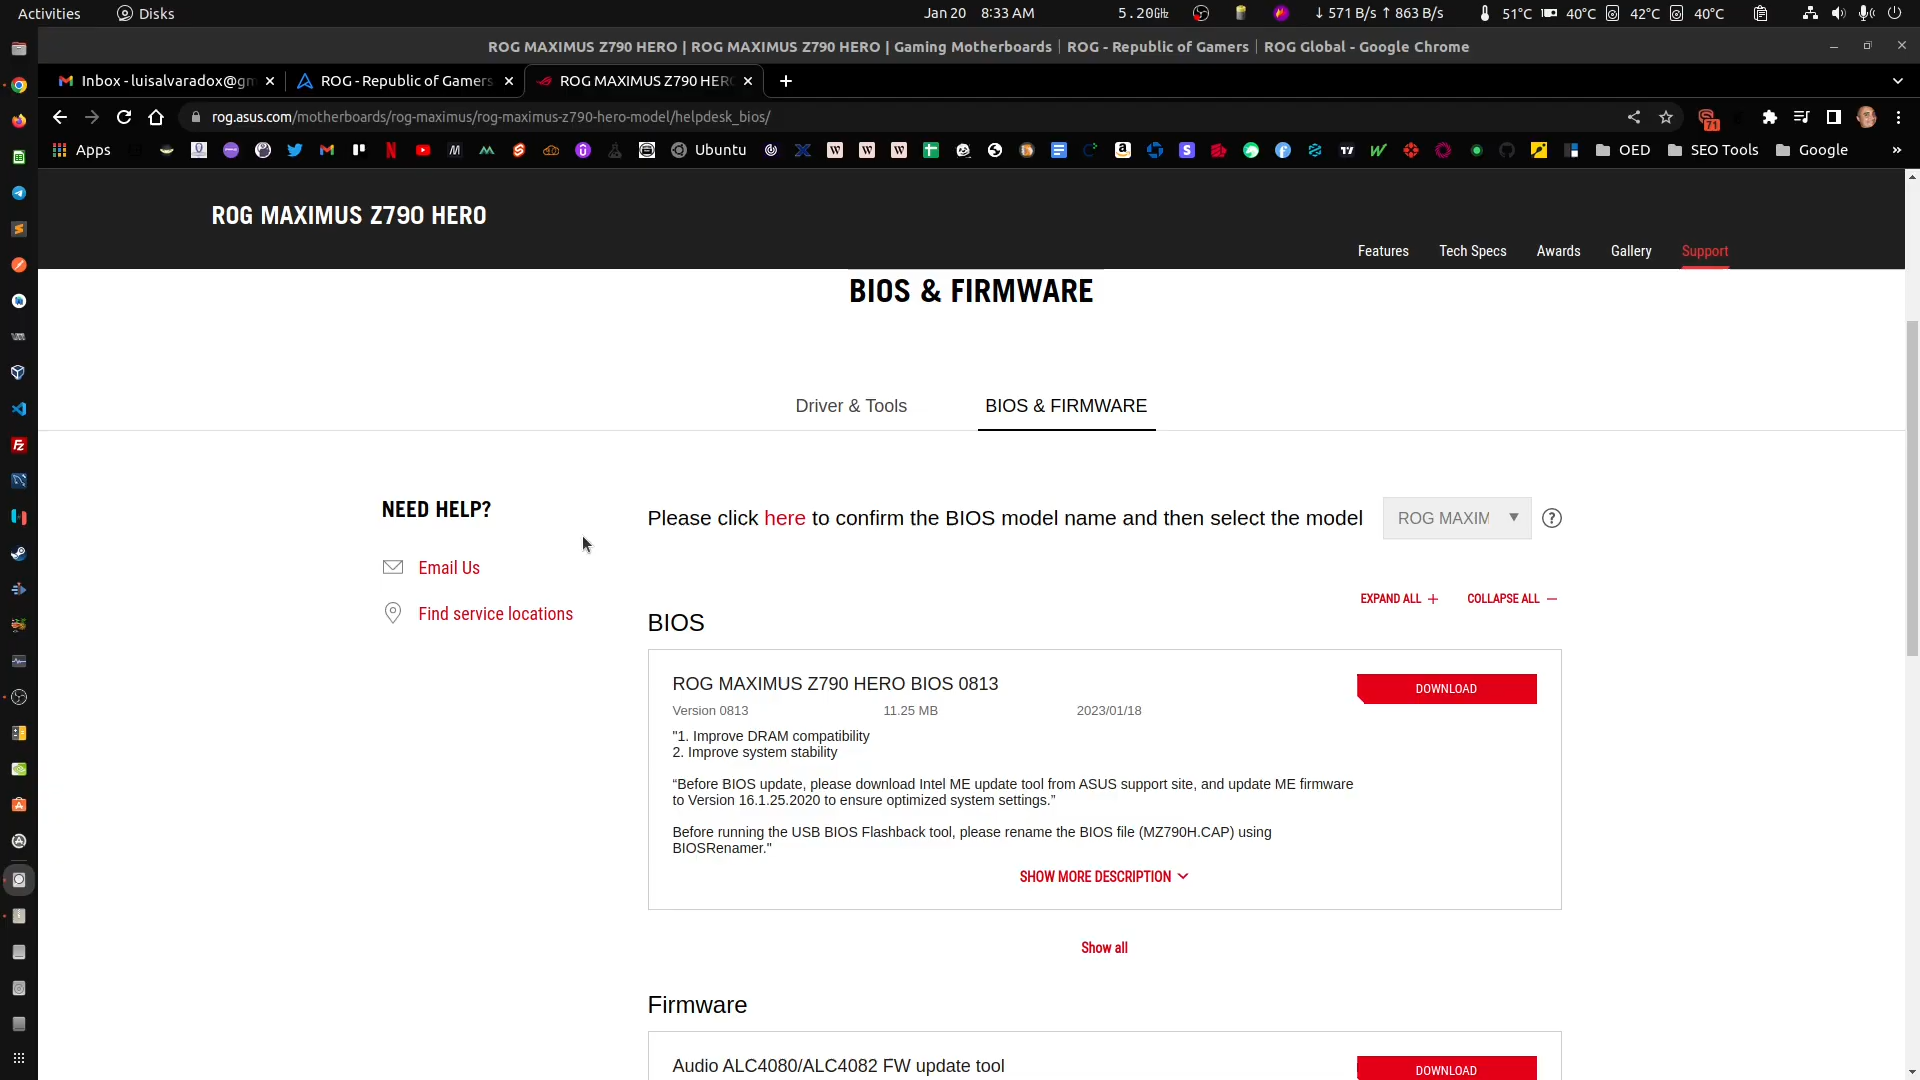 Activities
Disks
Jan 20 8:33 AM
5.20GHz
↓ 571 B/s ↑ 863 B/s
51°C
40°C
42°C
40°C
ROG MAXIMUS Z790 HERO | ROG MAXIMUS Z790 HERO | Gaming Motherboards | ROG - Republic of Gamers | ROG Global - Google Chrome
Inbox - luisalvaradox@gm
ROG - Republic of Gamers
ROG MAXIMUS Z790 HER
rog.asus.com/motherboards/rog-maximus/rog-maximus-z790-hero-model/helpdesk_bios/
71
Apps
Ubuntu
OED
SEO Tools
Google
»
ROG MAXIMUS Z790 HERO
Features
Tech Specs
Awards
Gallery
Support
BIOS & FIRMWARE
Driver & Tools
BIOS & FIRMWARE
NEED HELP?
Email Us
Find service locations
Please click here to confirm the BIOS model name and then select the model
ROG MAXIM
?
EXPAND ALL +
COLLAPSE ALL −
BIOS
ROG MAXIMUS Z790 HERO BIOS 0813
DOWNLOAD
Version 0813
11.25 MB
2023/01/18
"1. Improve DRAM compatibility
2. Improve system stability
“Before BIOS update, please download Intel ME update tool from ASUS support site, and update ME firmware
to Version 16.1.25.2020 to ensure optimized system settings.”
Before running the USB BIOS Flashback tool, please rename the BIOS file (MZ790H.CAP) using
BIOSRenamer."
SHOW MORE DESCRIPTION
Show all
Firmware
Audio ALC4080/ALC4082 FW update tool
DOWNLOAD